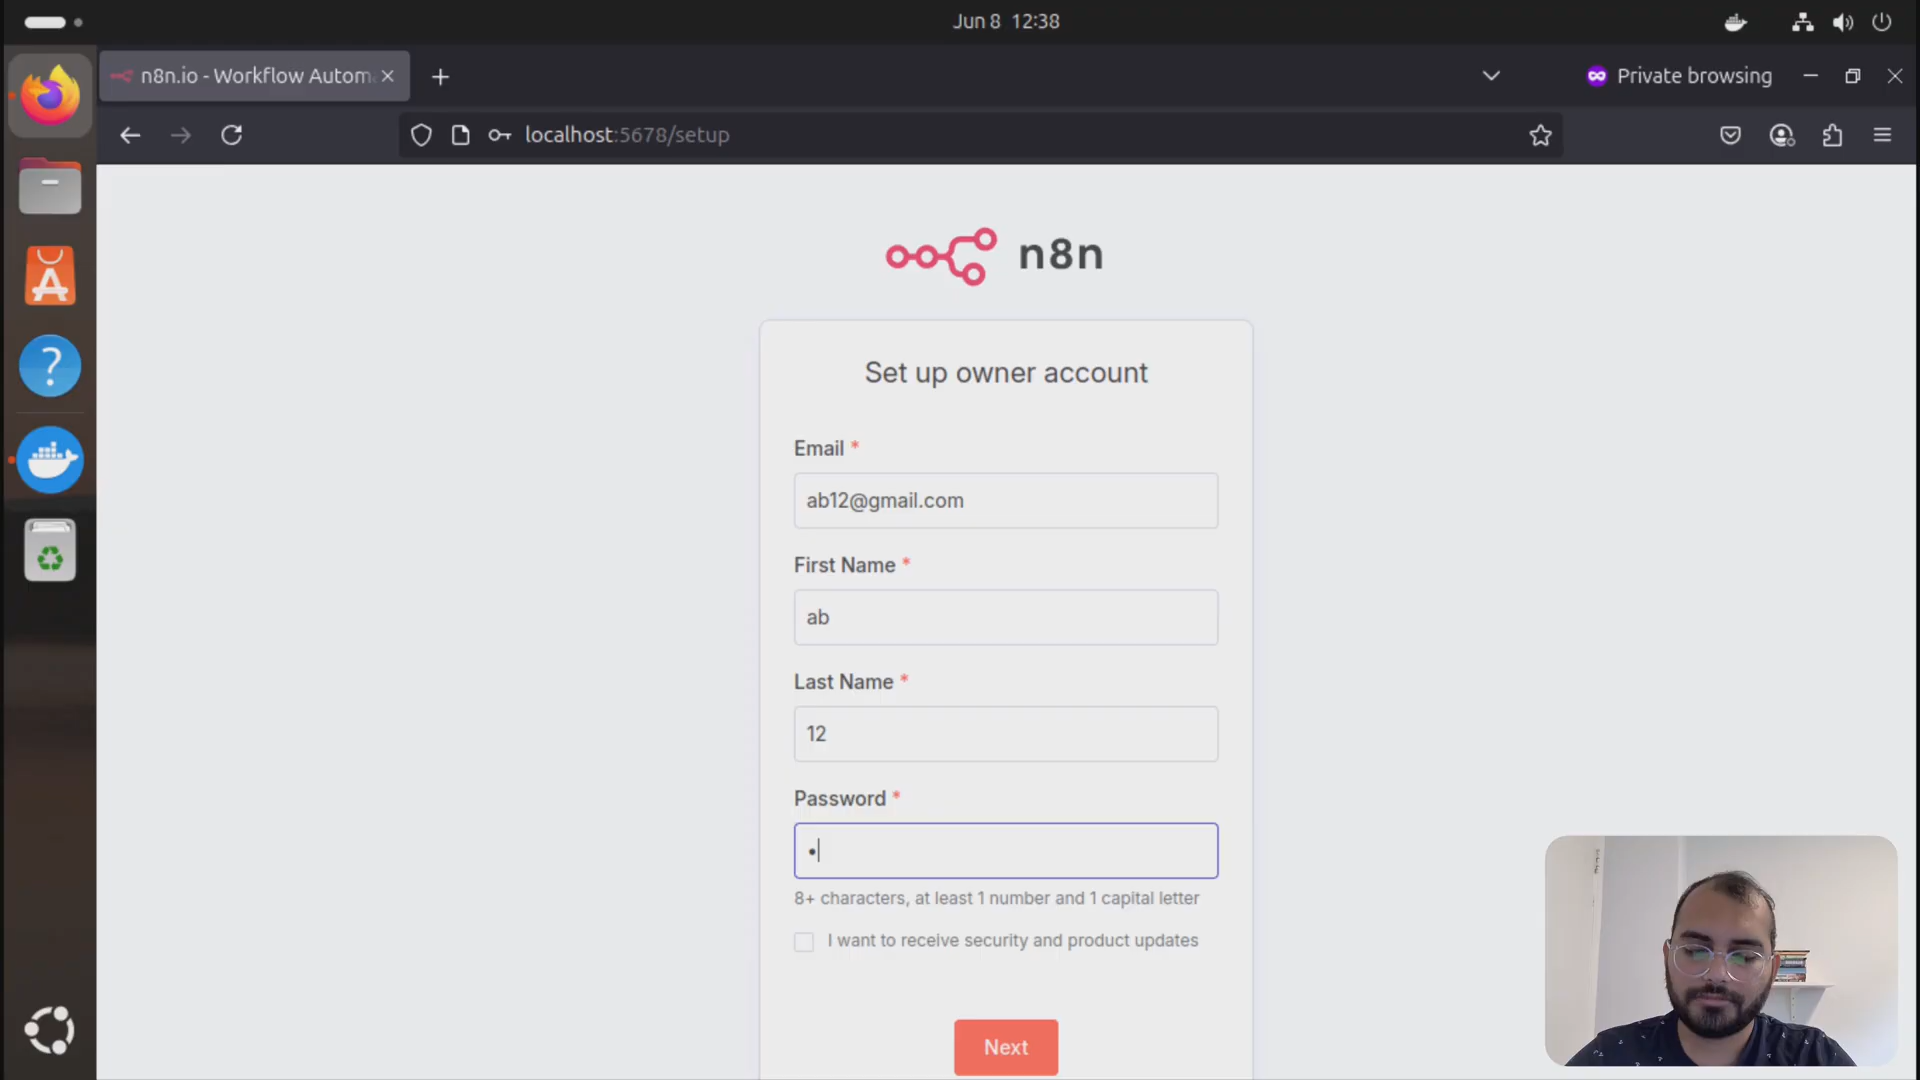 Jun 8 12:38
n8n.io - Workflow Autom
Private browsing
localhost:5678/setup
n8n
Set up owner account
Email *
ab12@gmail.com
First Name *
ab
Last Name *
12
Password *
•
8+ characters, at least 1 number and 1 capital letter
I want to receive security and product updates
Next